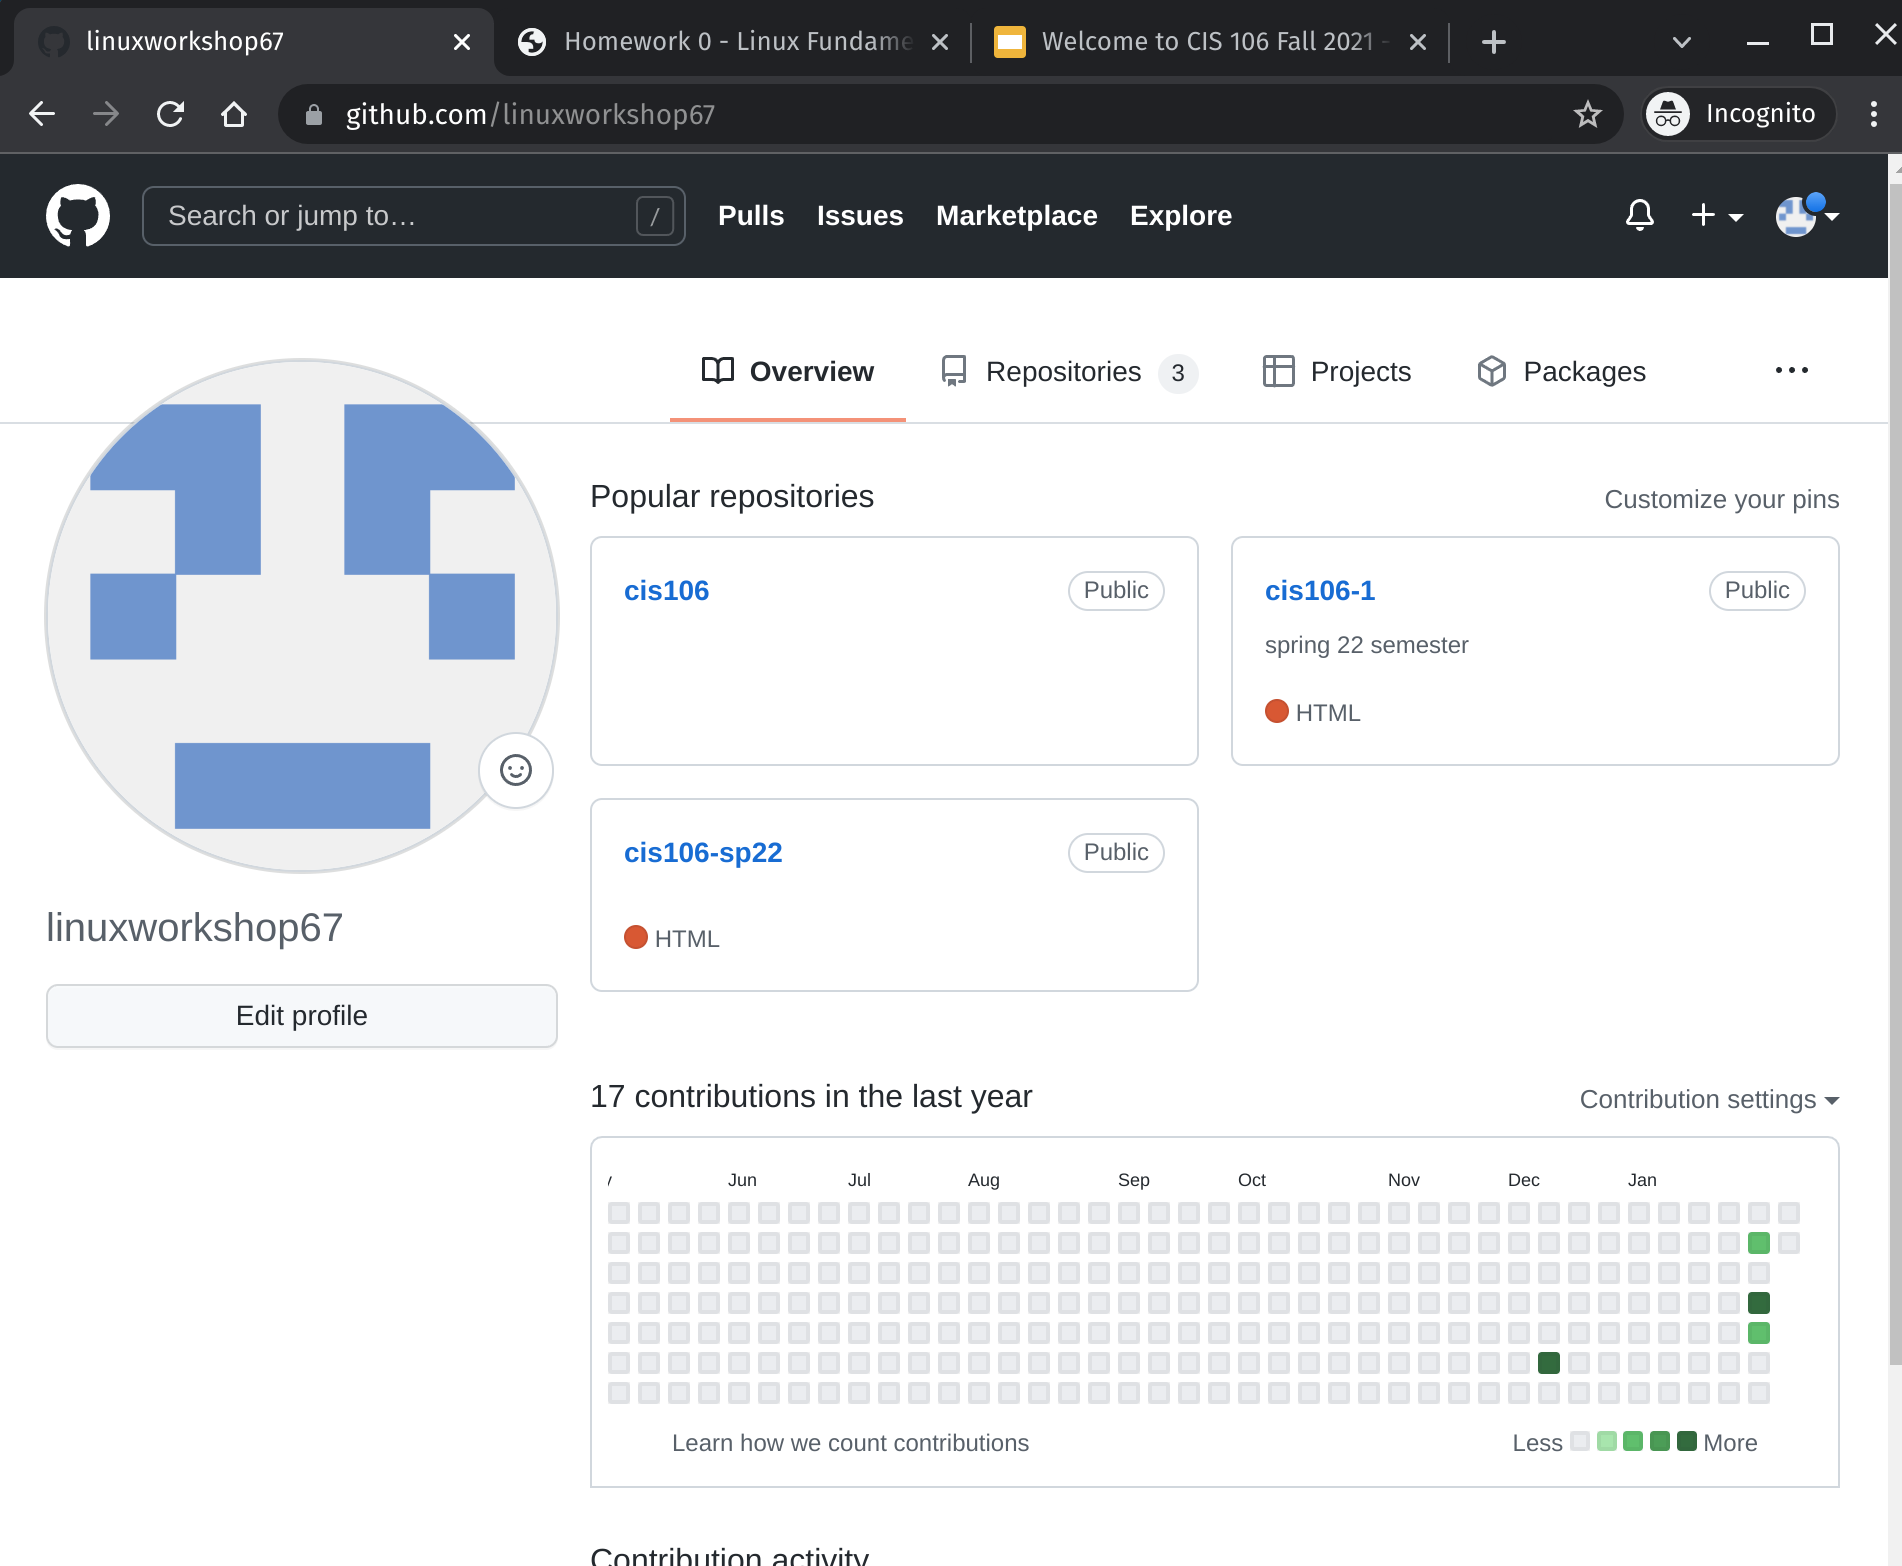 linuxworkshop67
Homework 0 - Linux Fundame
Welcome to CIS 106 Fall 2021 -
github.com/linuxworkshop67
Incognito
Search or jump to…
/
Pulls
Issues
Marketplace
Explore
Overview
Repositories 3
Projects
Packages
Popular repositories
Customize your pins
cis106
Public
cis106-1
Public
spring 22 semester
HTML
cis106-sp22
Public
HTML
linuxworkshop67
Edit profile
17 contributions in the last year
Contribution settings
Jun Jul Aug Sep Oct Nov Dec Jan
Learn how we count contributions
Less
More
Contribution activity